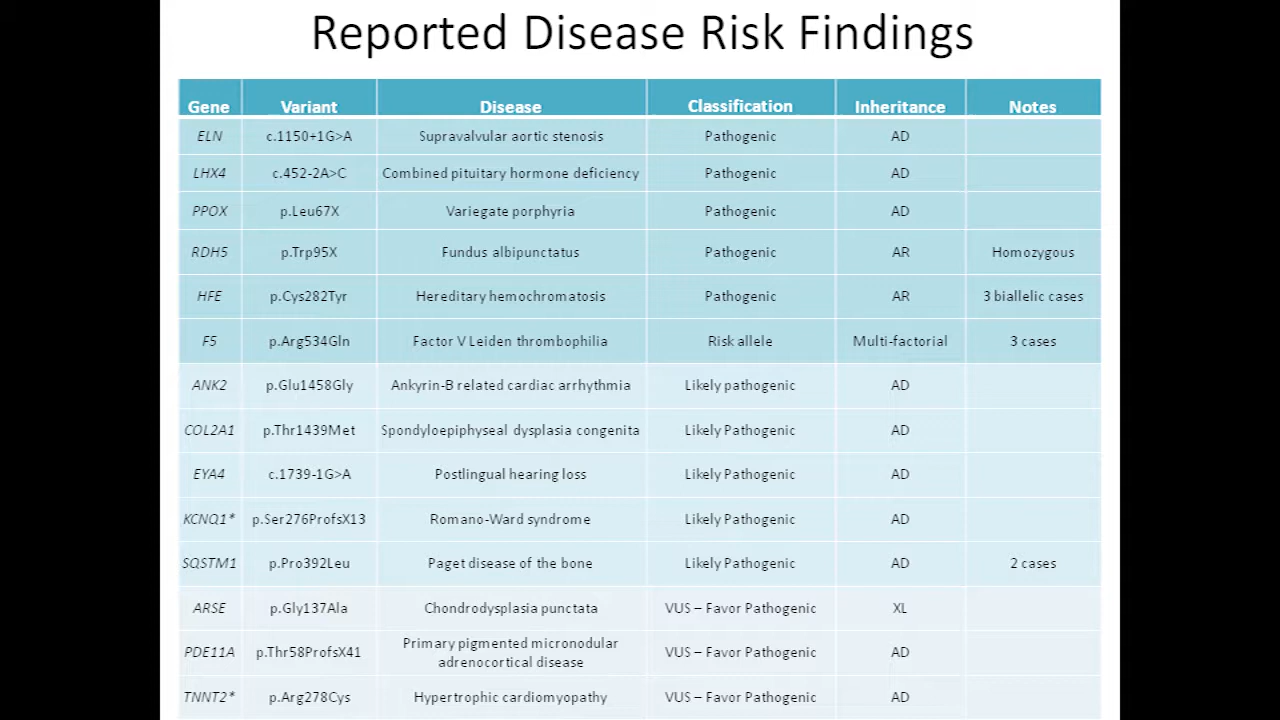 Reported Disease Risk Findings
Gene Variant Disease Classification Inheritance Notes
ELN c.1150+1G>A Supravalvular aortic stenosis Pathogenic AD
LHX4 c.452-2A>C Combined pituitary hormone deficiency Pathogenic AD
PPOX p.Leu67X Variegate porphyria Pathogenic AD
RDH5 p.Trp95X Fundus albipunctatus Pathogenic AR Homozygous
HFE p.Cys282Tyr Hereditary hemochromatosis Pathogenic AR 3 biallelic cases
F5 p.Arg534Gln Factor V Leiden thrombophilia Risk allele Multi-factorial 3 cases
ANK2 p.Glu1458Gly Ankyrin-B related cardiac arrhythmia Likely pathogenic AD
COL2A1 p.Thr1439Met Spondyloepiphyseal dysplasia congenita Likely Pathogenic AD
EYA4 c.1739-1G>A Postlingual hearing loss Likely Pathogenic AD
KCNQ1* p.Ser276ProfsX13 Romano-Ward syndrome Likely Pathogenic AD
SQSTM1 p.Pro392Leu Paget disease of the bone Likely Pathogenic AD 2 cases
ARSE p.Gly137Ala Chondrodysplasia punctata VUS – Favor Pathogenic XL
PDE11A p.Thr58ProfsX41 Primary pigmented micronodular
adrenocortical disease VUS – Favor Pathogenic AD
TNNT2* p.Arg278Cys Hypertrophic cardiomyopathy VUS – Favor Pathogenic AD